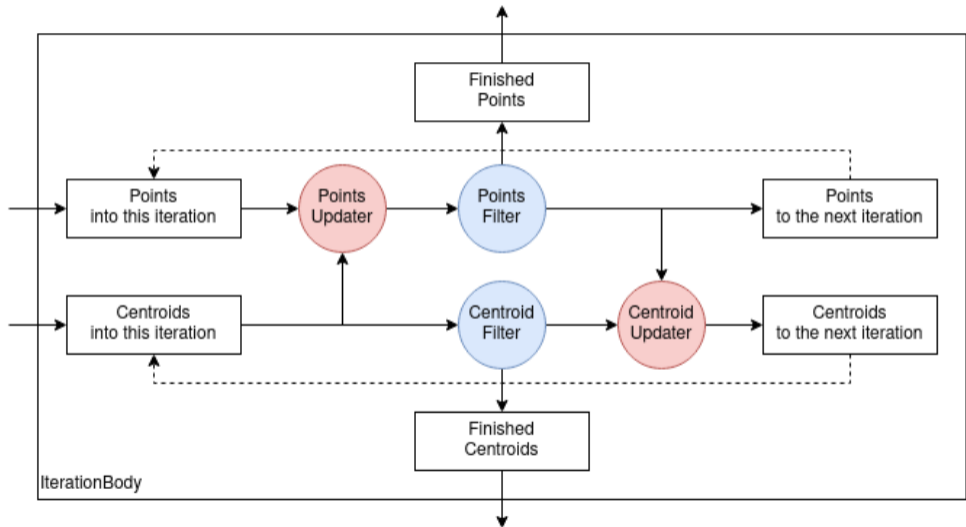 Finished
Points
Points
into this iteration
Points
Updater
Points
Filter
Points
to the next iteration
Centroids
into this iteration
Centroid
Filter
Centroid
Updater
Centroids
to the next iteration
Finished
Centroids
IterationBody